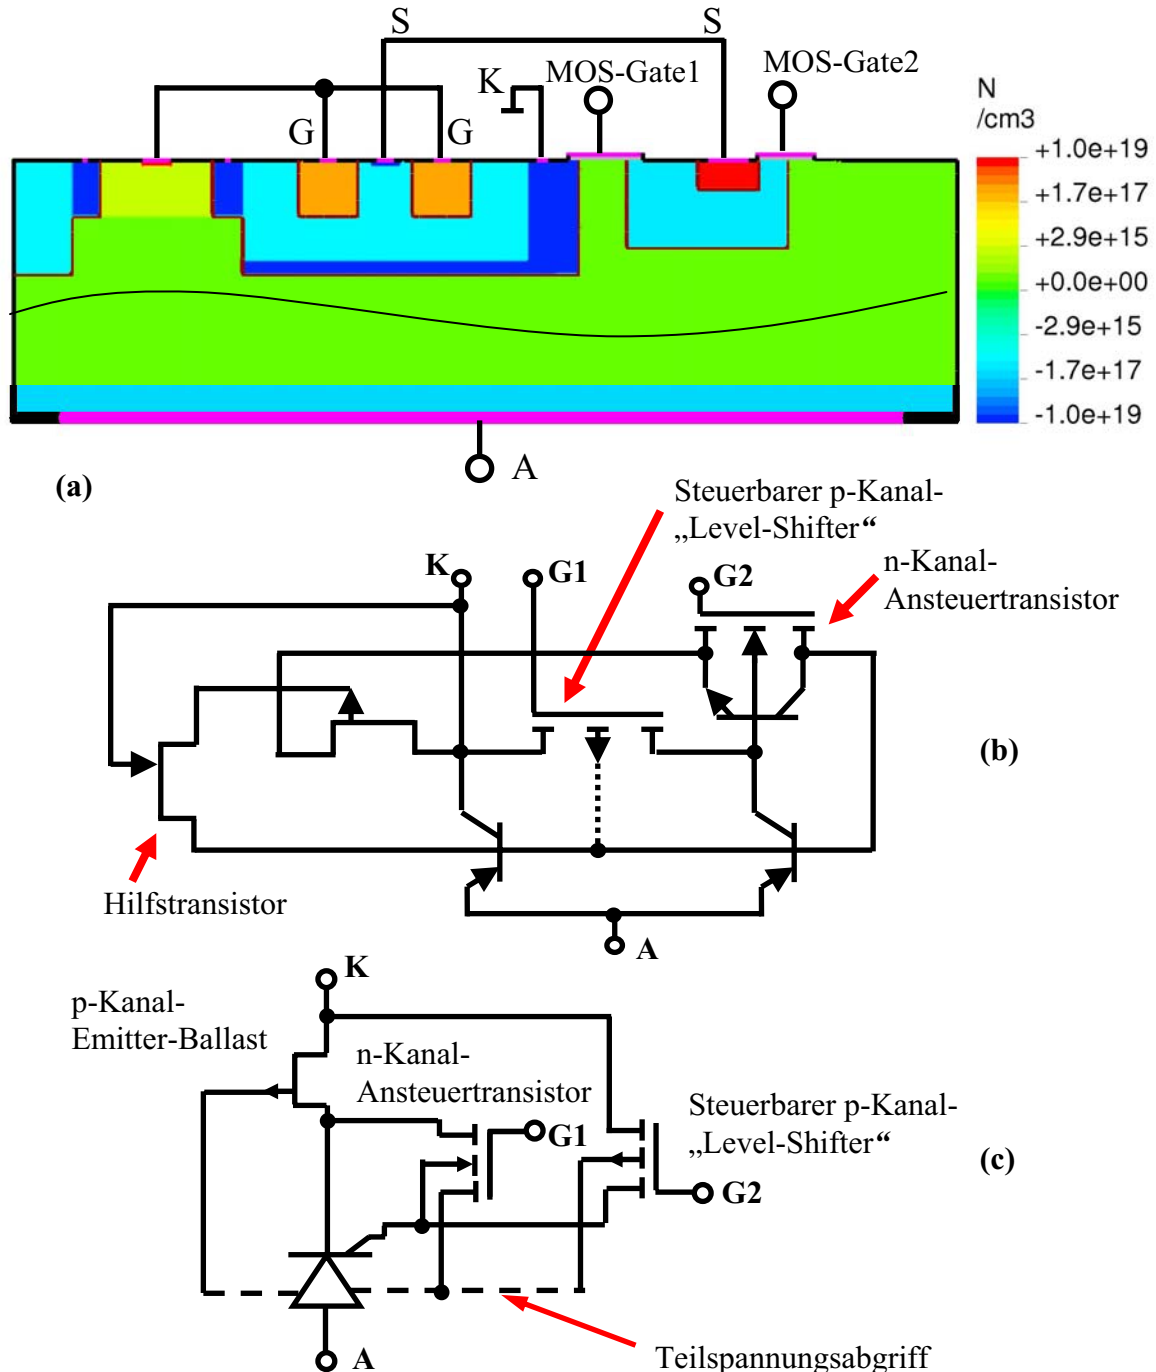 S
S
MOS-Gate1
MOS-Gate2
K
G
G
N
/cm3
+1.0e+19
+1.7e+17
+2.9e+15
+0.0e+00
-2.9e+15
-1.7e+17
-1.0e+19
A
(a)
Steuerbarer p-Kanal-
„Level-Shifter“
n-Kanal-
Ansteuertransistor
K
G1
G2
(b)
Hilfstransistor
A
K
p-Kanal-
Emitter-Ballast
n-Kanal-
Ansteuertransistor
Steuerbarer p-Kanal-
„Level-Shifter“
G1
G2
(c)
A
Teilspannungsabgriff